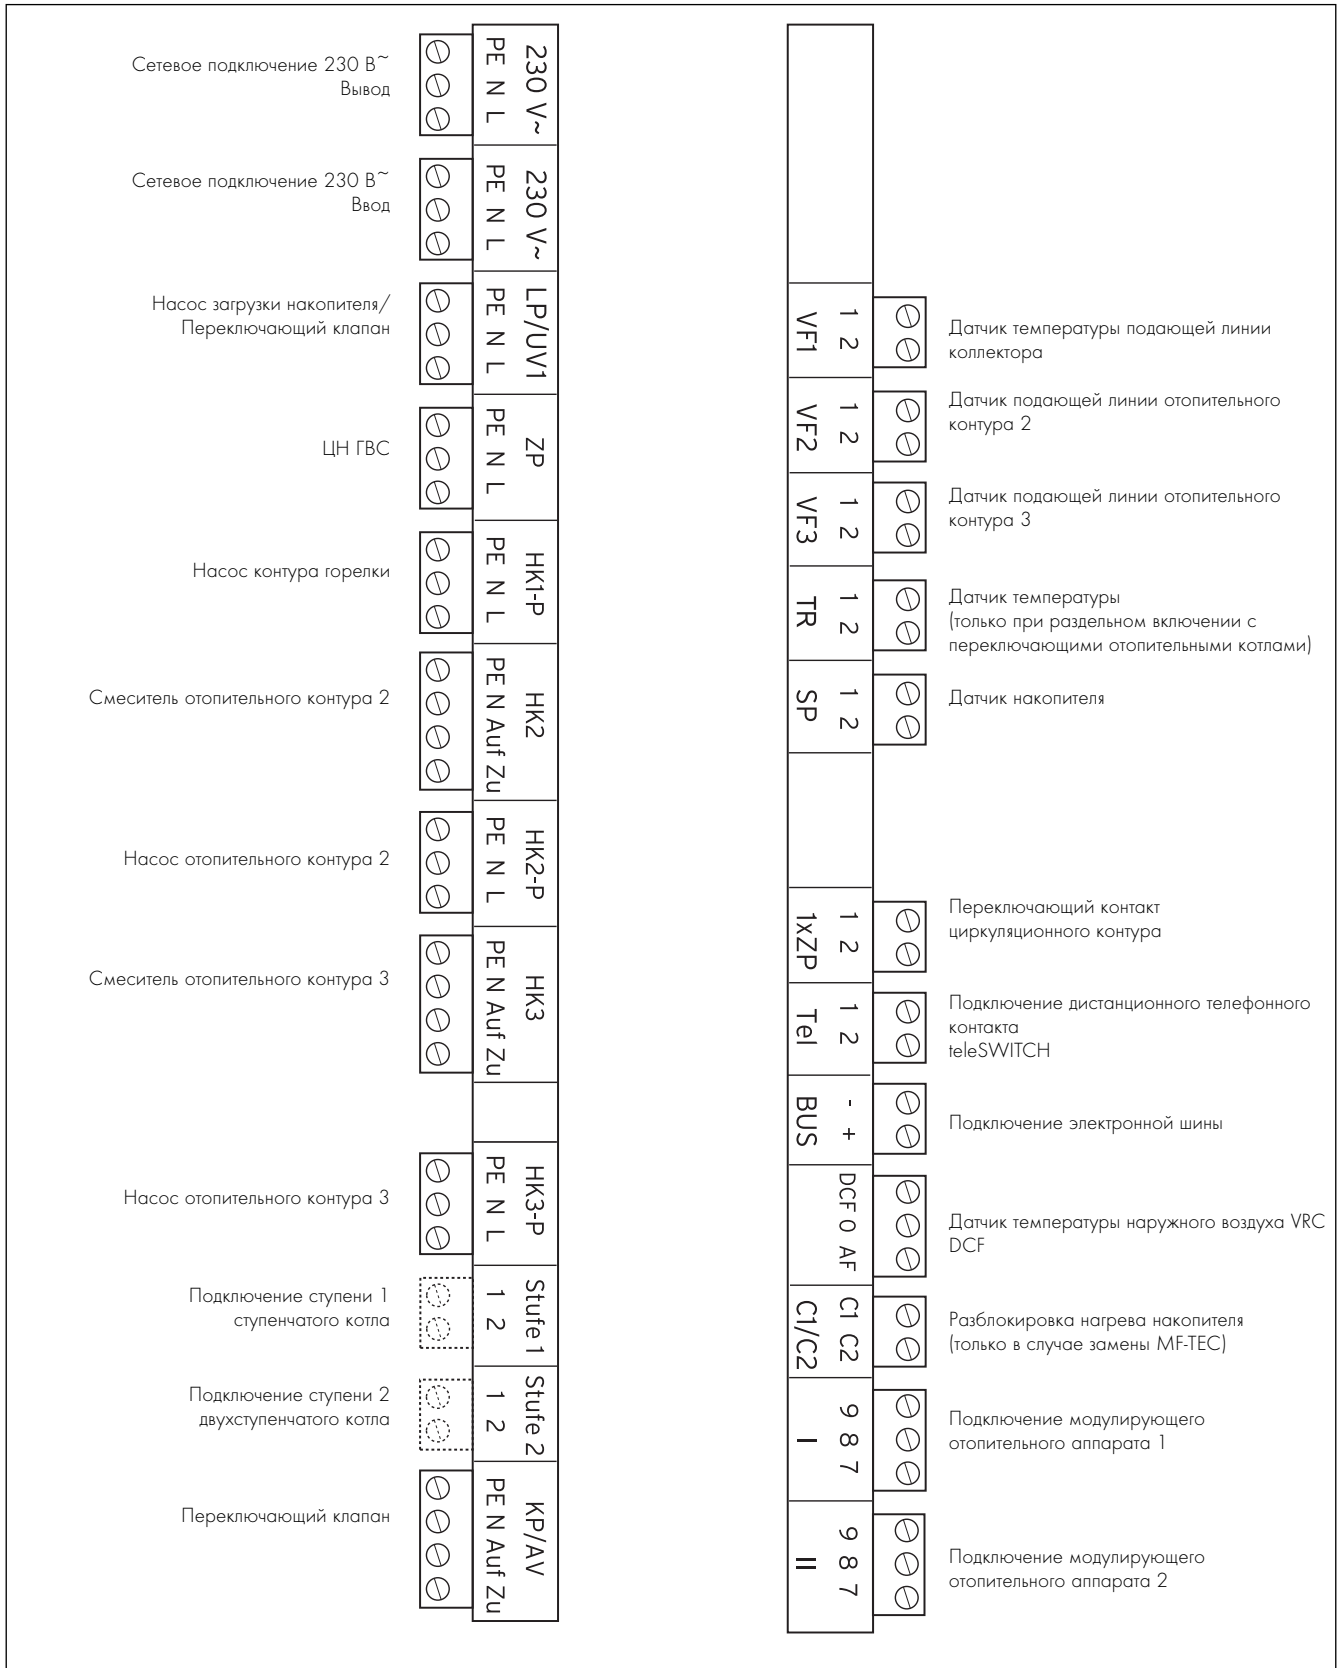 Сетевое подключение 230 В~
Вывод
PE N L
230 V~
Сетевое подключение 230 В~
Ввод
PE N L
230 V~
Насос загрузки накопителя/
Переключающий клапан
PE N L
LP/UV1
ЦН ГВС
PE N L
ZP
Насос контура горелки
PE N L
HK1-P
Смеситель отопительного контура 2
PE N Auf Zu
HK2
Насос отопительного контура 2
PE N L
HK2-P
Смеситель отопительного контура 3
PE N Auf Zu
HK3
Насос отопительного контура 3
PE N L
HK3-P
Подключение ступени 1
ступенчатого котла
1 2
Stufe 1
Подключение ступени 2
двухступенчатого котла
1 2
Stufe 2
Переключающий клапан
PE N Auf Zu
KP/AV
VF1
1 2
Датчик температуры подающей линии
коллектора
VF2
1 2
Датчик подающей линии отопительного
контура 2
VF3
1 2
Датчик подающей линии отопительного
контура 3
TR
1 2
Датчик температуры
(только при раздельном включении с
переключающими отопительными котлами)
SP
1 2
Датчик накопителя
1xZP
1 2
Переключающий контакт
циркуляционного контура
Tel
1 2
Подключение дистанционного телефонного
контакта
teleSWITCH
BUS
- +
Подключение электронной шины
DCF 0 AF
Датчик температуры наружного воздуха VRC
DCF
C1/C2
C1 C2
Разблокировка нагрева накопителя
(только в случае замены MF-TEC)
I
9 8 7
Подключение модулирующего
отопительного аппарата 1
II
9 8 7
Подключение модулирующего
отопительного аппарата 2